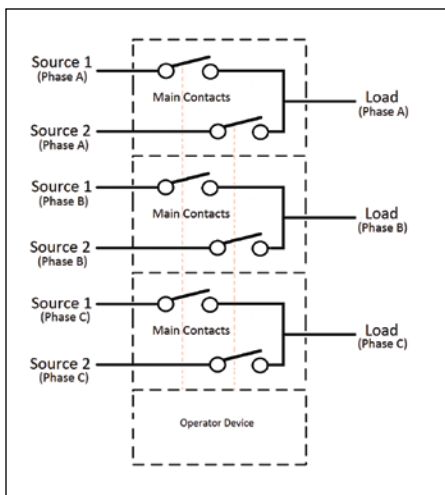 Source 1
(Phase A)
Main Contacts
Load
(Phase A)
Source 2
(Phase A)
Source 1
(Phase B)
Main Contacts
Load
(Phase B)
Source 2
(Phase B)
Source 1
(Phase C)
Main Contacts
Load
(Phase C)
Source 2
(Phase C)
Operator Device